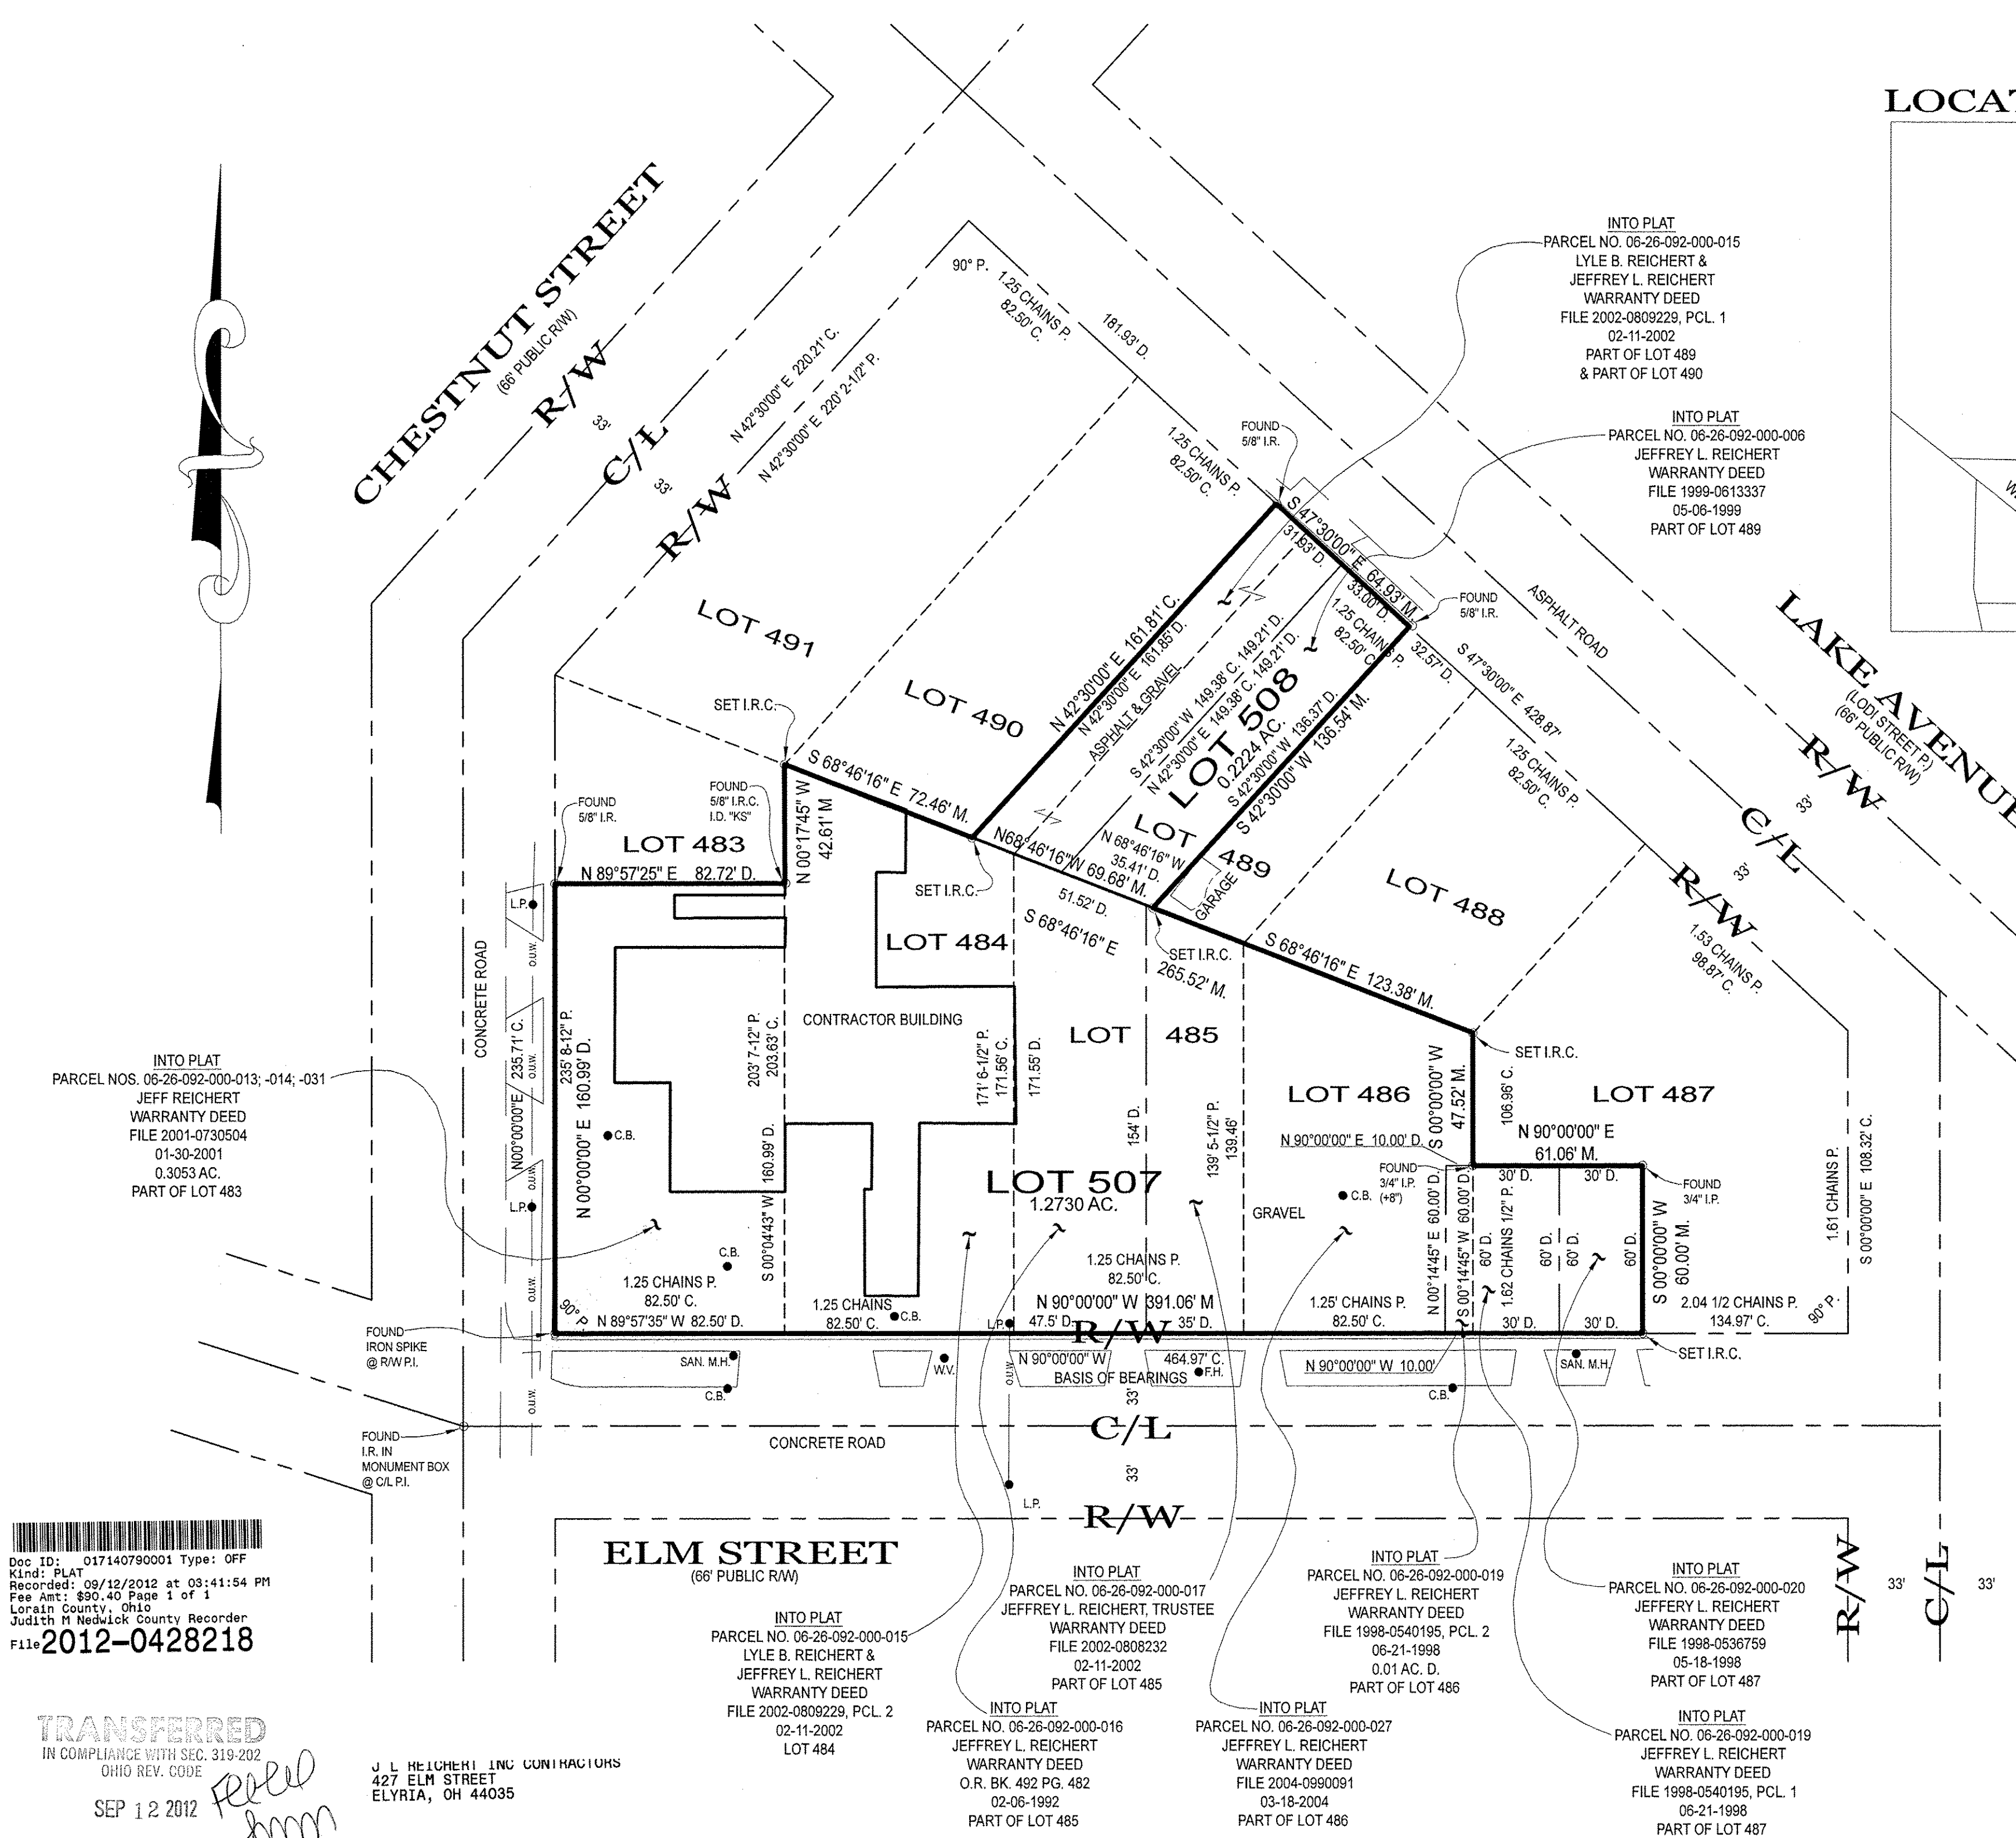 LOCAT
CHESTNUT STREET
(66' PUBLIC R/W)
R/W
33'
C/L
33'
R/W
N 42°30'00" E 220.21' C.
N 42°30'00" E 220' 2-1/2" P.
90° P.
1.25 CHAINS P.
82.50' C.
181.93' D.
1.25 CHAINS P.
82.50' C.
INTO PLAT
PARCEL NO. 06-26-092-000-015
LYLE B. REICHERT &
JEFFREY L. REICHERT
WARRANTY DEED
FILE 2002-0809229, PCL. 1
02-11-2002
PART OF LOT 489
& PART OF LOT 490
INTO PLAT
PARCEL NO. 06-26-092-000-006
JEFFREY L. REICHERT
WARRANTY DEED
FILE 1999-0613337
05-06-1999
PART OF LOT 489
FOUND
5/8" I.R.
S 47°30'00" E 64.93' M.
31.93' D.
33.00' D.
1.25 CHAINS P.
82.50' C.
FOUND
5/8" I.R.
32.57' D.
S 47°30'00" E 428.87'
ASPHALT ROAD
LAKE AVENUE
(LODI STREET P.)
(66' PUBLIC R/W)
R/W
33'
C/L
33'
R/W
1.25 CHAINS P.
82.50' C.
1.53 CHAINS P.
98.87' C.
LOT 491
LOT 490
N 42°30'00" E 161.81' C.
N 42°30'00" E 161.85' D.
ASPHALT & GRAVEL
S 42°30'00" W 149.38' C. 149.21' D.
N 42°30'00" E 149.38' C. 149.21' D.
LOT 508
0.2224 AC.
S 42°30'00" W 136.37' D.
S 42°30'00" W 136.54' M.
LOT 489
GARAGE
LOT 488
SET I.R.C.
S 68°46'16" E 72.46' M.
FOUND
5/8" I.R.C.
I.D. "KS"
N 00°17'45" W
42.61' M
FOUND
5/8" I.R.
LOT 483
N 89°57'25" E 82.72' D.
SET I.R.C.
N68°46'16"W 69.68' M.
N 68°46'16" W
35.41' D.
51.52' D.
S 68°46'16" E
265.52' M.
SET I.R.C.
S 68°46'16" E 123.38' M.
L.P.
O.U.W.
CONCRETE ROAD
O.U.W.
N00°00'00"E 235.71' C.
O.U.W.
235' 8-12" P.
N 00°00'00" E 160.99' D.
LOT 484
CONTRACTOR BUILDING
203' 7-12" P.
203.63' C.
171' 6-1/2" P.
171.56' C.
171.55' D.
LOT 485
154' D.
139' 5-1/2" P.
139.46'
LOT 486
S 00°00'00" W
47.52' M.
106.96' C.
SET I.R.C.
LOT 487
N 90°00'00" E
61.06' M.
N 90°00'00" E 10.00' D.
FOUND
3/4" I.P.
(+8")
30' D.
30' D.
FOUND
3/4" I.P.
INTO PLAT
PARCEL NOS. 06-26-092-000-013; -014; -031
JEFF REICHERT
WARRANTY DEED
FILE 2001-0730504
01-30-2001
0.3053 AC.
PART OF LOT 483
C.B.
L.P.
O.U.W.
S 00°04'43" W 160.99' D.
LOT 507
1.2730 AC.
C.B.
GRAVEL
N 00°14'45" E 60.00' D.
S 00°14'45" W 60.00' D.
60' D.
1.62 CHAINS 1/2" P.
60' D.
60' D.
60' D.
S 00°00'00" W
60.00' M.
1.61 CHAINS P.
S 00°00'00" E 108.32' C.
C.B.
O.U.W.
1.25 CHAINS P.
82.50' C.
90° P.
N 89°57'35" W 82.50' D.
1.25 CHAINS
82.50' C.
C.B.
1.25 CHAINS P.
82.50' C.
N 90°00'00" W 391.06' M
L.P.
47.5' D.
35' D.
R/W
1.25' CHAINS P.
82.50' C.
30' D.
30' D.
2.04 1/2 CHAINS P.
134.97' C.
90° P.
FOUND
IRON SPIKE
@ R/W P.I.
SAN. M.H.
C.B.
W.V.
O.U.W.
N 90°00'00" W 464.97' C.
BASIS OF BEARINGS
F.H.
N 90°00'00" W 10.00'
C.B.
SAN. M.H.
SET I.R.C.
O.U.W.
33'
FOUND
I.R. IN
MONUMENT BOX
@ C/L P.I.
CONCRETE ROAD
C/L
33'
L.P.
R/W
ELM STREET
(66' PUBLIC R/W)
R/W
33'
C/L
33'
INTO PLAT
PARCEL NO. 06-26-092-000-015
LYLE B. REICHERT &
JEFFREY L. REICHERT
WARRANTY DEED
FILE 2002-0809229, PCL. 2
02-11-2002
LOT 484
INTO PLAT
PARCEL NO. 06-26-092-000-017
JEFFREY L. REICHERT, TRUSTEE
WARRANTY DEED
FILE 2002-0808232
02-11-2002
PART OF LOT 485
INTO PLAT
PARCEL NO. 06-26-092-000-016
JEFFREY L. REICHERT
WARRANTY DEED
O.R. BK. 492 PG. 482
02-06-1992
PART OF LOT 485
INTO PLAT
PARCEL NO. 06-26-092-000-027
JEFFREY L. REICHERT
WARRANTY DEED
FILE 2004-0990091
03-18-2004
PART OF LOT 486
INTO PLAT
PARCEL NO. 06-26-092-000-019
JEFFREY L. REICHERT
WARRANTY DEED
FILE 1998-0540195, PCL. 2
06-21-1998
0.01 AC. D.
PART OF LOT 486
INTO PLAT
PARCEL NO. 06-26-092-000-020
JEFFERY L. REICHERT
WARRANTY DEED
FILE 1998-0536759
05-18-1998
PART OF LOT 487
INTO PLAT
PARCEL NO. 06-26-092-000-019
JEFFREY L. REICHERT
WARRANTY DEED
FILE 1998-0540195, PCL. 1
06-21-1998
PART OF LOT 487
Doc ID: 017140790001 Type: OFF
Kind: PLAT
Recorded: 09/12/2012 at 03:41:54 PM
Fee Amt: $90.40 Page 1 of 1
Lorain County, Ohio
Judith M Nedwick County Recorder
File 2012-0428218
TRANSFERRED
IN COMPLIANCE WITH SEC. 319-202
OHIO REV. CODE
SEP 12 2012
J L REICHERT INC CONTRACTORS
427 ELM STREET
ELYRIA, OH 44035